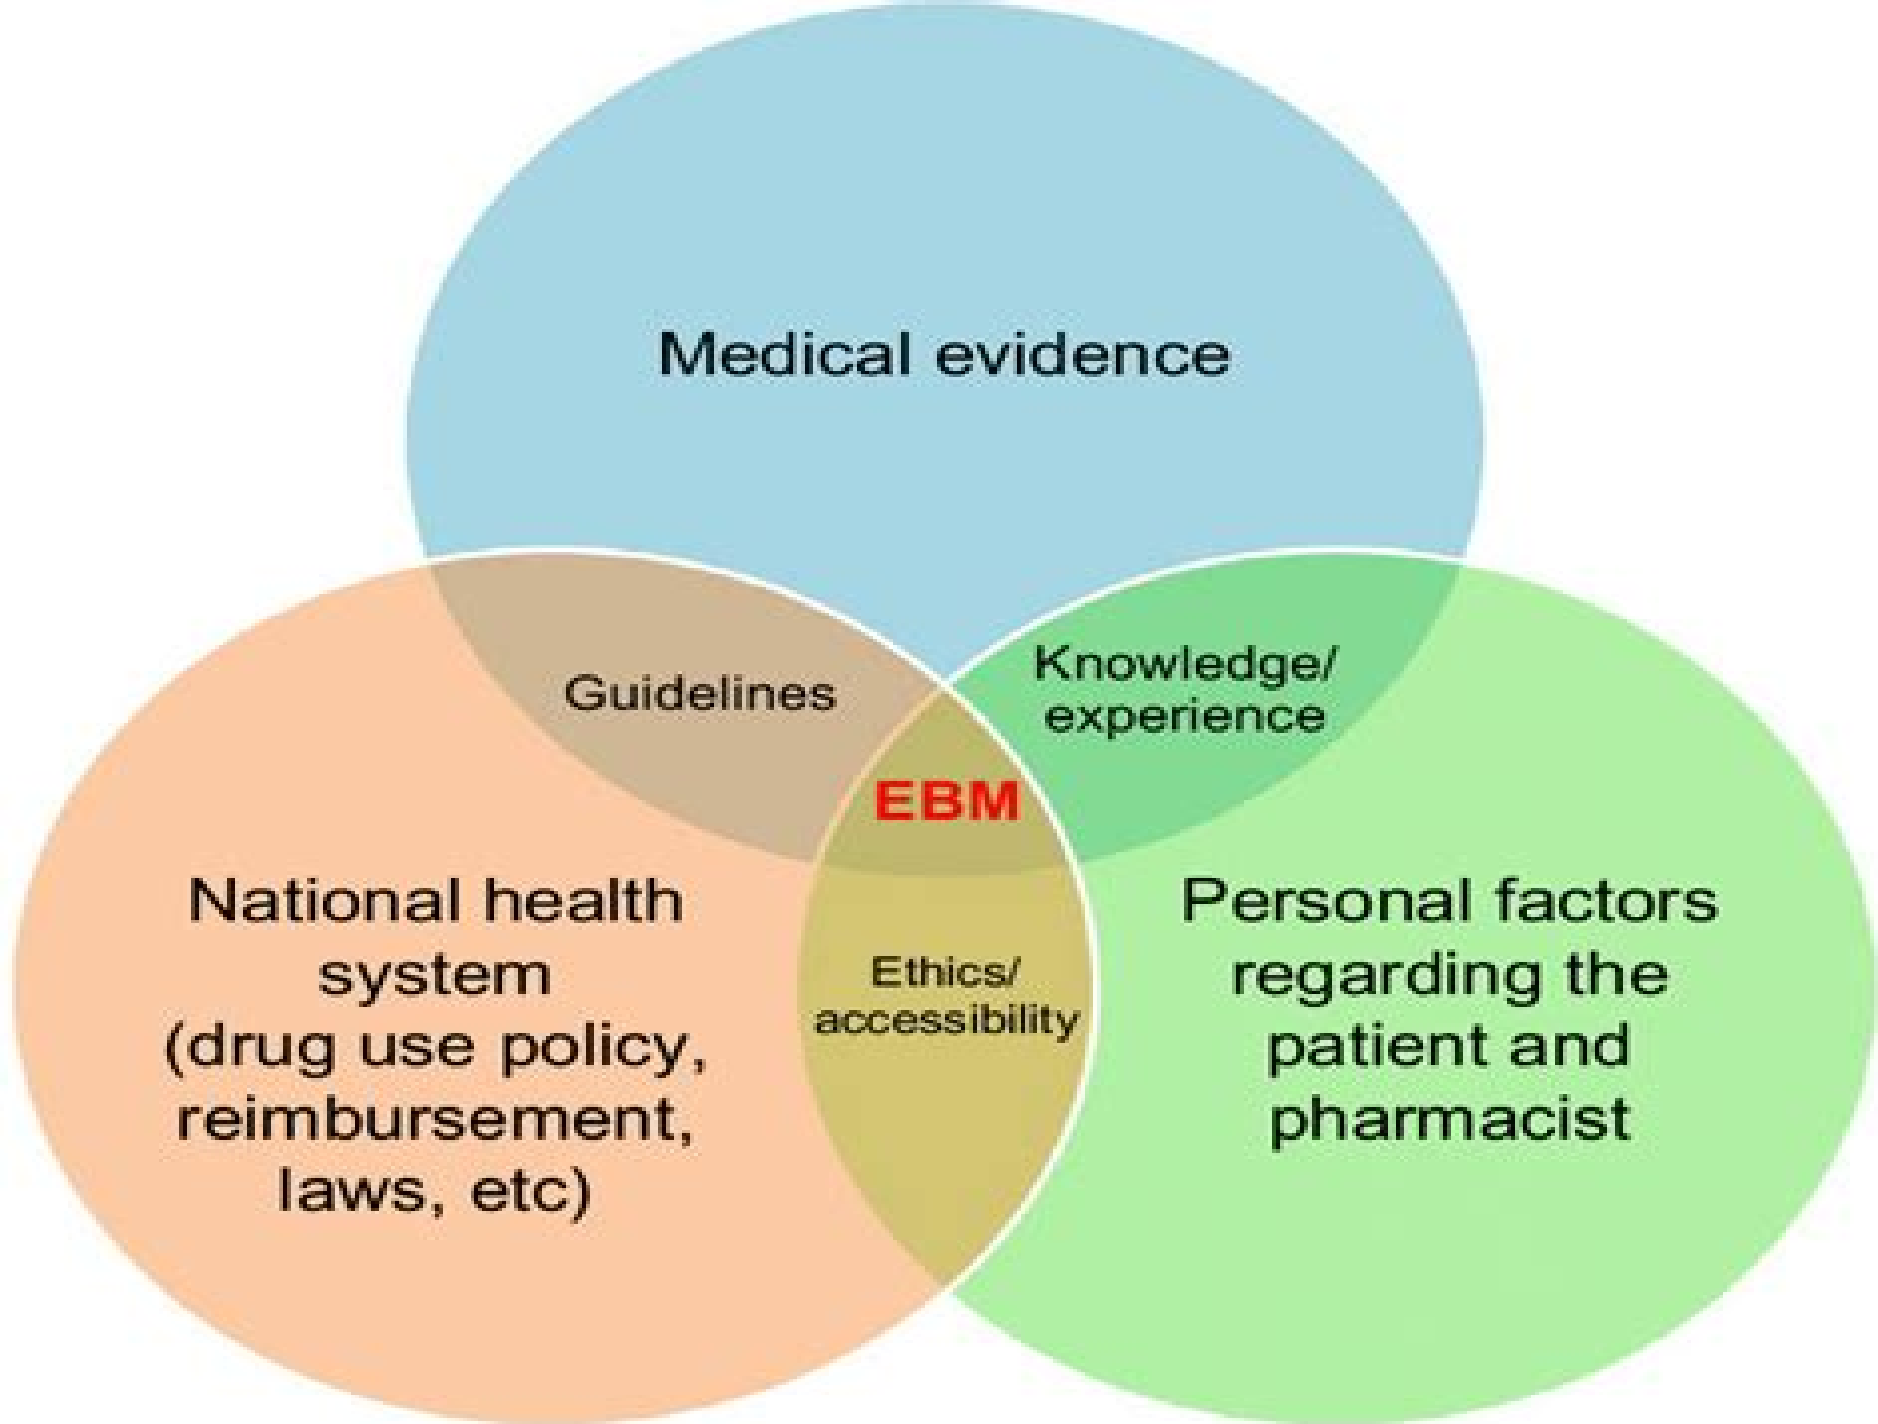 Medical evidence
Guidelines
Knowledge/
experience
EBM
National health
system
(drug use policy,
reimbursement,
laws, etc)
Ethics/
accessibility
Personal factors
regarding the
patient and
pharmacist